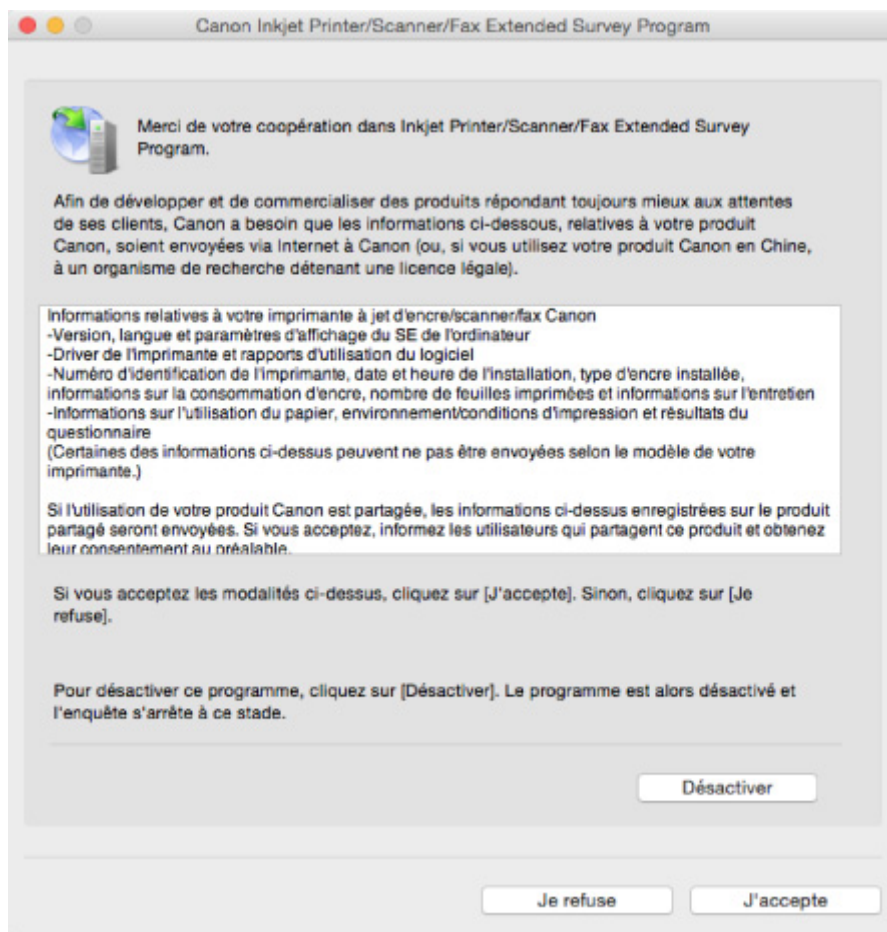 Canon Inkjet Printer/Scanner/Fax Extended Survey Program
Merci de votre coopération dans Inkjet Printer/Scanner/Fax Extended Survey
Program.
Afin de développer et de commercialiser des produits répondant toujours mieux aux attentes
de ses clients, Canon a besoin que les informations ci-dessous, relatives à votre produit
Canon, soient envoyées via Internet à Canon (ou, si vous utilisez votre produit Canon en Chine,
à un organisme de recherche détenant une licence légale).
Informations relatives à votre imprimante à jet d'encre/scanner/fax Canon
-Version, langue et paramètres d'affichage du SE de l'ordinateur
-Driver de l'imprimante et rapports d'utilisation du logiciel
-Numéro d'identification de l'imprimante, date et heure de l'installation, type d'encre installée,
informations sur la consommation d'encre, nombre de feuilles imprimées et informations sur l'entretien
-Informations sur l'utilisation du papier, environnement/conditions d'impression et résultats du
questionnaire
(Certaines des informations ci-dessus peuvent ne pas être envoyées selon le modèle de votre
imprimante.)
Si l'utilisation de votre produit Canon est partagée, les informations ci-dessus enregistrées sur le produit
partagé seront envoyées. Si vous acceptez, informez les utilisateurs qui partagent ce produit et obtenez
leur consentement au préalable.
Si vous acceptez les modalités ci-dessus, cliquez sur [J'accepte]. Sinon, cliquez sur [Je
refuse].
Pour désactiver ce programme, cliquez sur [Désactiver]. Le programme est alors désactivé et
l'enquête s'arrête à ce stade.
Désactiver
Je refuse
J'accepte